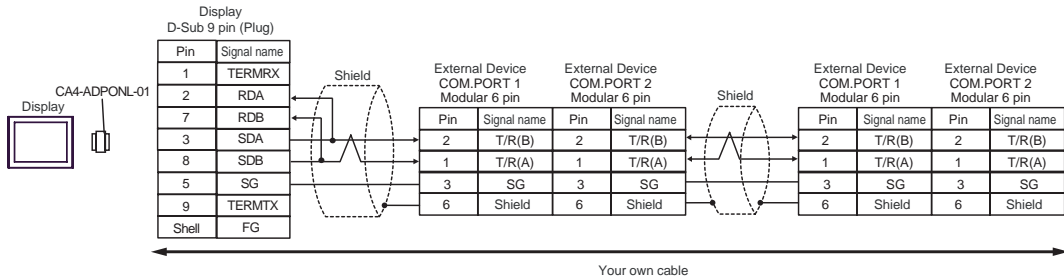 Display
D-Sub 9 pin (Plug)
Pin Signal name
1 TERMRX
2 RDA
7 RDB
3 SDA
8 SDB
5 SG
9 TERMTX
Shell FG
CA4-ADPONL-01
Display
Shield
External Device
COM.PORT 1
Modular 6 pin
External Device
COM.PORT 2
Modular 6 pin
Pin Signal name Pin Signal name
2 T/R(B) 2 T/R(B)
1 T/R(A) 1 T/R(A)
3 SG 3 SG
6 Shield 6 Shield
Shield
External Device
COM.PORT 1
Modular 6 pin
External Device
COM.PORT 2
Modular 6 pin
Pin Signal name Pin Signal name
2 T/R(B) 2 T/R(B)
1 T/R(A) 1 T/R(A)
3 SG 3 SG
6 Shield 6 Shield
Your own cable